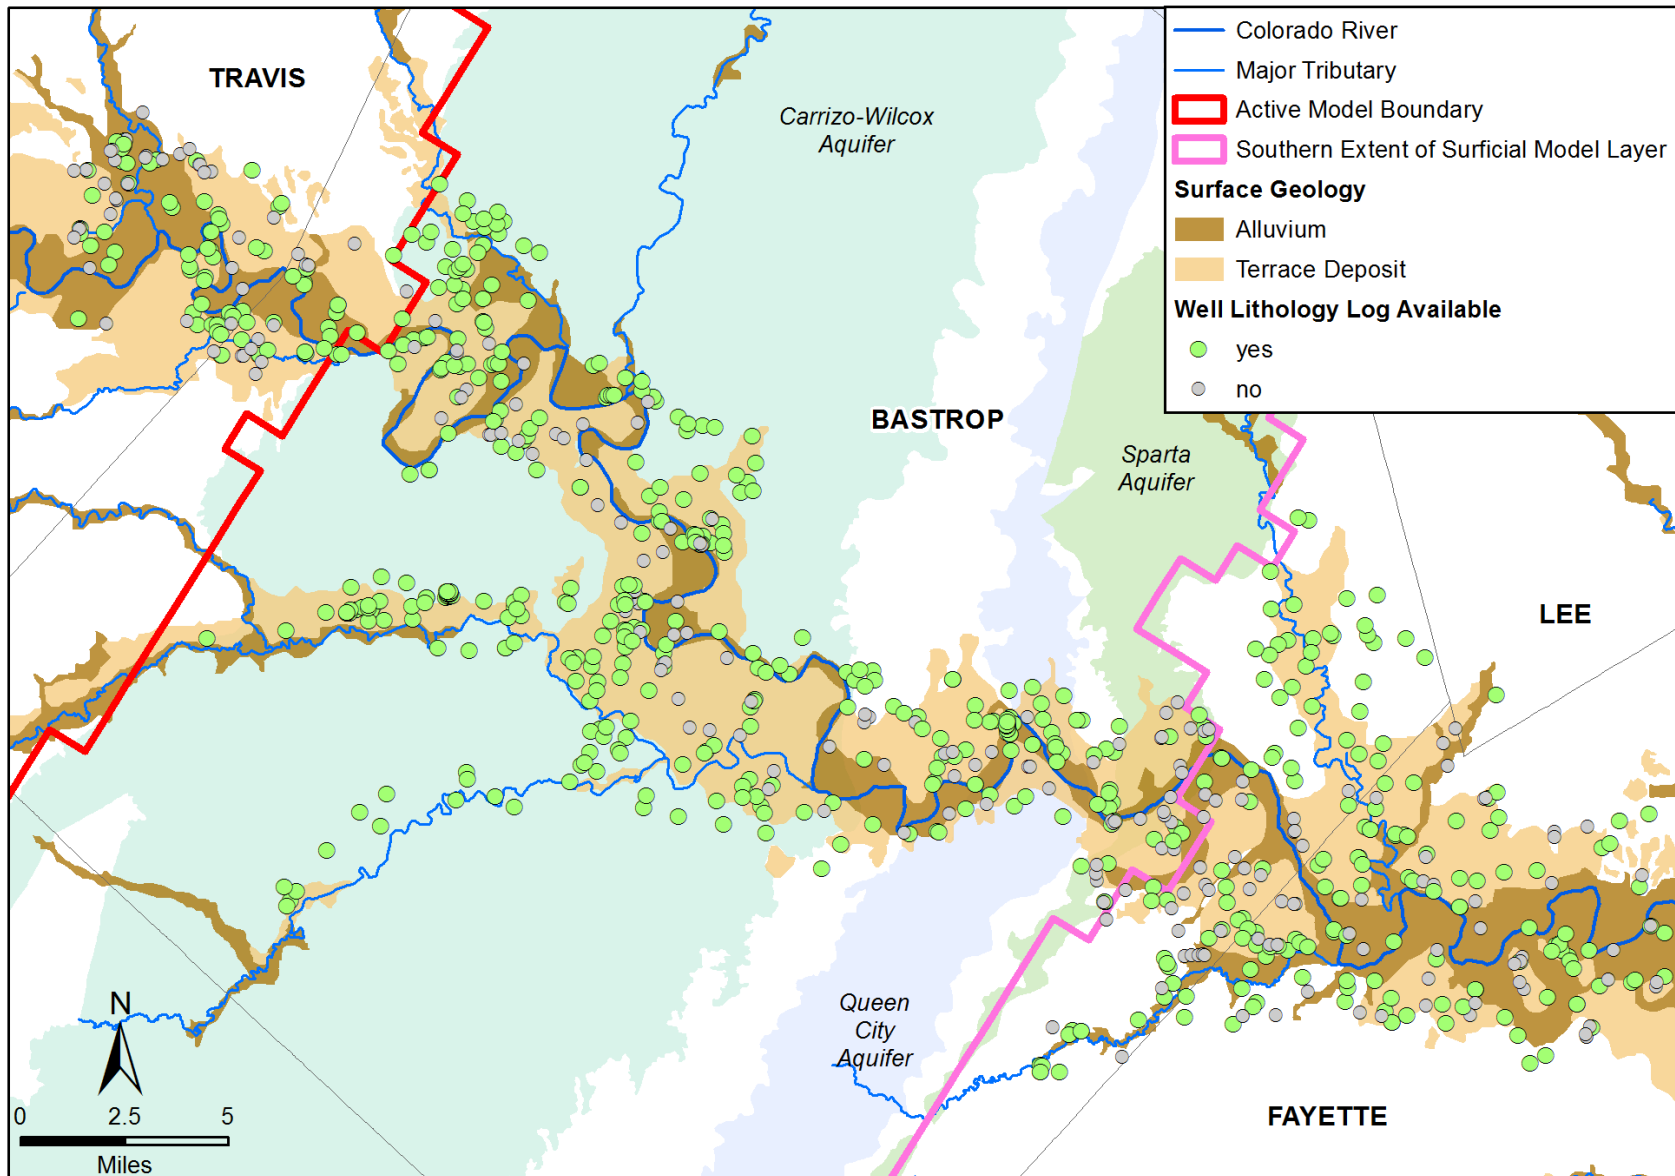 TRAVIS
Carrizo-Wilcox
Aquifer
BASTROP
Sparta
Aquifer
LEE
Queen
City
Aquifer
FAYETTE
Colorado River
Major Tributary
Active Model Boundary
Southern Extent of Surficial Model Layer
Surface Geology
Alluvium
Terrace Deposit
Well Lithology Log Available
yes
no
N
0 2.5 5
Miles